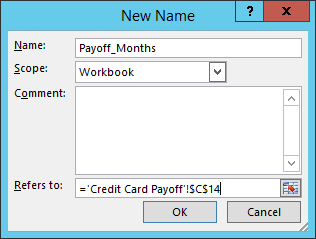 New Name
?
x
Name: Payoff_Months
Scope: Workbook
Comment:
Refers to: ='Credit Card Payoff'!$C$14
OK Cancel